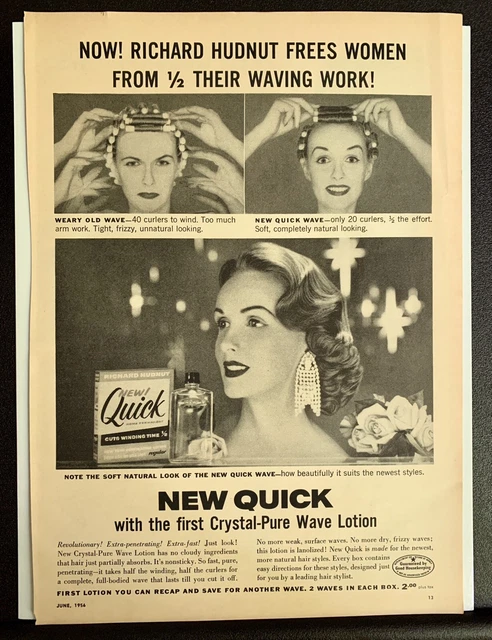 NOW! RICHARD HUDNUT FREES WOMEN
FROM ½ THEIR WAVING WORK!
WEARY OLD WAVE—40 curlers to wind. Too much
arm work. Tight, frizzy, unnatural looking.
NEW QUICK WAVE—only 20 curlers, ½ the effort.
Soft, completely natural looking.
RICHARD HUDNUT
NEW!
Quick
HOME PERMANENT
CUTS WINDING TIME ½
regular
NOTE THE SOFT NATURAL LOOK OF THE NEW QUICK WAVE—how beautifully it suits the newest styles.
NEW QUICK
with the first Crystal-Pure Wave Lotion
Revolutionary! Extra-penetrating! Extra-fast! Just look!
New Crystal-Pure Wave Lotion has no cloudy ingredients
that hair just partially absorbs. It's nonsticky. So fast, pure,
penetrating—it takes half the winding, half the curlers for
a complete, full-bodied wave that lasts till you cut it off.
No more weak, surface waves. No more dry, frizzy waves;
this lotion is lanolized! New Quick is made for the newest,
more natural hair styles. Every box contains
easy directions for these styles, designed just
for you by a leading hair stylist.
Guaranteed by
Good Housekeeping
FIRST LOTION YOU CAN RECAP AND SAVE FOR ANOTHER WAVE. 2 WAVES IN EACH BOX. 2.00 plus tax
JUNE, 1956
13